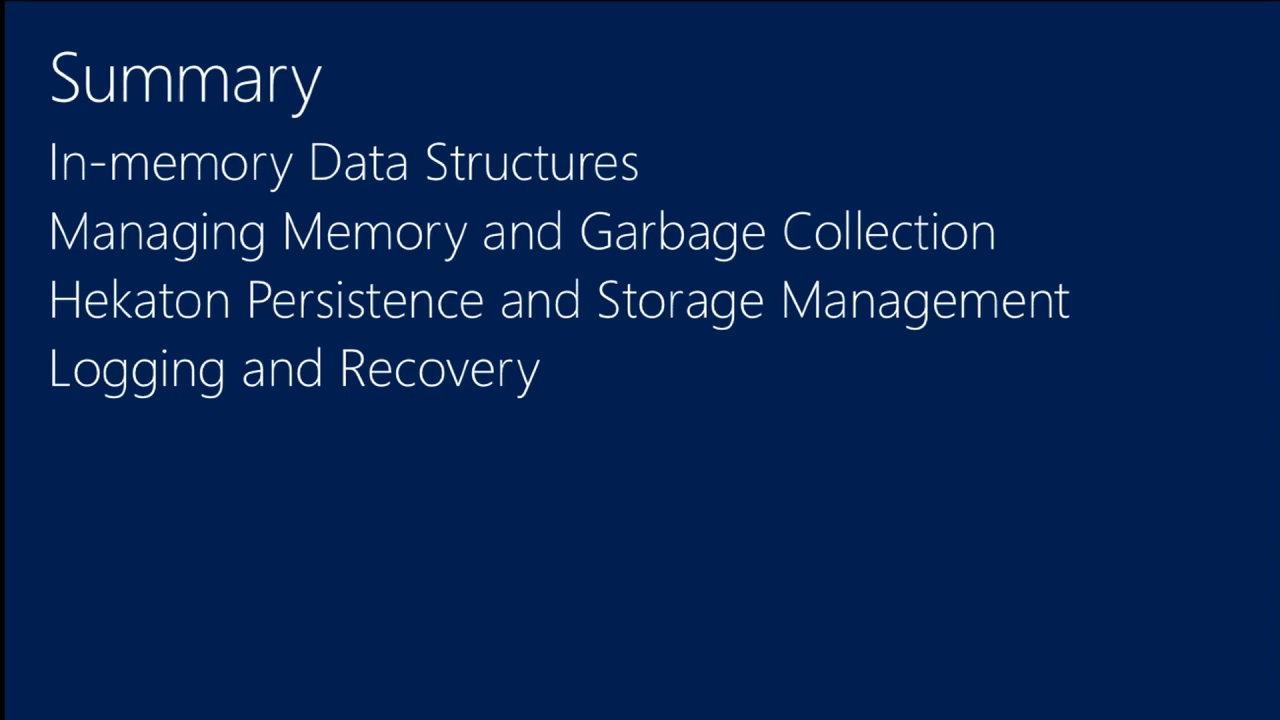 Summary
In-memory Data Structures
Managing Memory and Garbage Collection
Hekaton Persistence and Storage Management
Logging and Recovery